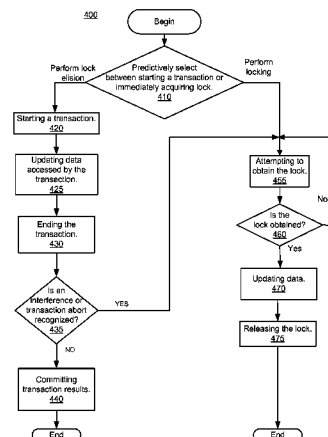 400
Begin
Perform lock
elision
Predictively select
between starting a transaction or
immediately acquiring lock.
410
Perform
locking
Starting a transaction.
420
Updating data
accessed by the
transaction.
425
Ending the
transaction.
430
Is an
interference or
transaction abort
recognized?
435
YES
NO
Committing
transaction results.
440
End
Attempting to
obtain the lock.
455
Is the
lock obtained?
460
No
Yes
Updating data.
470
Releasing the lock.
475
End